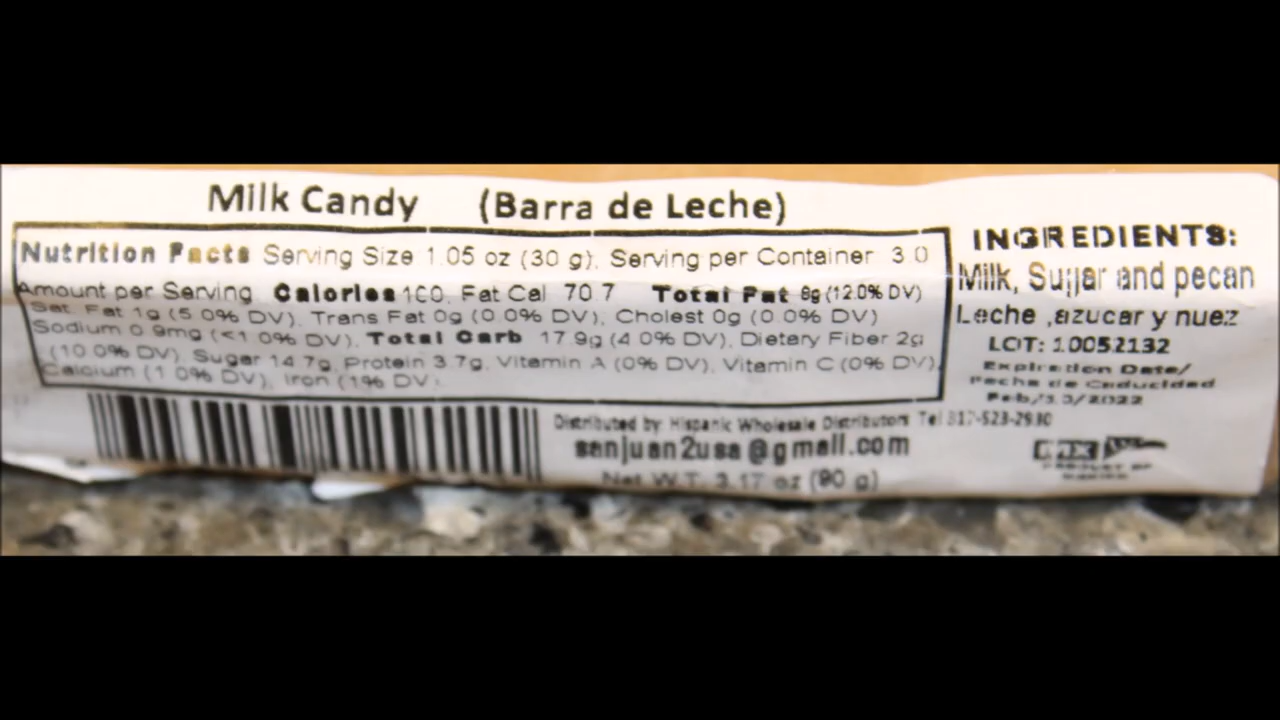 Milk Candy (Barra de Leche)
Nutrition Facts Serving Size 1.05 oz (30 g), Serving per Container 3.0
Amount per Serving Calories 160, Fat Cal 70.7 Total Fat 8g (12.0% DV)
Sat. Fat 1g (5.0% DV), Trans Fat 0g (0.0% DV), Cholest 0g (0.0% DV)
Sodium 0.9mg (<1.0% DV), Total Carb 17.9g (4.0% DV), Dietary Fiber 2g
(10.0% DV), Sugar 14.7g, Protein 3.7g, Vitamin A (0% DV), Vitamin C (0% DV),
Calcium (1.0% DV), Iron (1% DV)
INGREDIENTS:
Milk, Sugar and pecan
Leche ,azucar y nuez
LOT: 10052132
Expiration Date/
Fecha de Caducidad
Distributed by: Hispanic Wholesale Distributors Tel 817-523-2930
sanjuan2usa@gmail.com
Net W.T. 3.17 oz (90 g)
PRODUCT OF